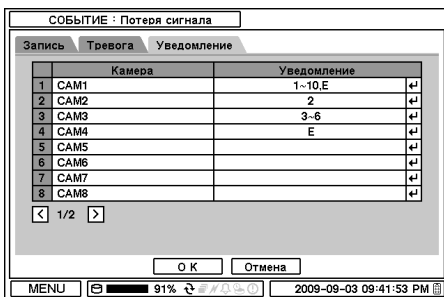 СОБЫТИЕ : Потеря сигнала
Запись Тревога Уведомление
Камера Уведомление
1 CAM1 1~10,E
2 CAM2 2
3 CAM3 3~6
4 CAM4 E
5 CAM5
6 CAM6
7 CAM7
8 CAM8
< 1/2 >
O K Отмена
MENU 91% 2009-09-03 09:41:53 PM